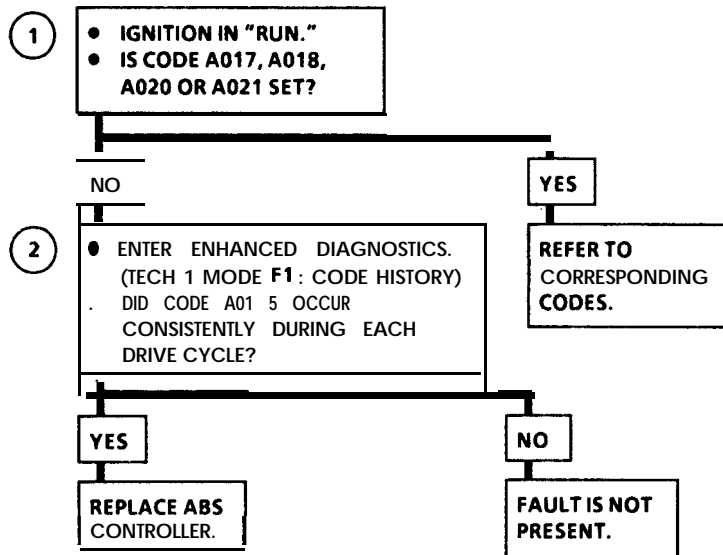 1
● IGNITION IN "RUN."
● IS CODE A017, A018,
A020 OR A021 SET?
NO
YES
2
● ENTER ENHANCED DIAGNOSTICS.
(TECH 1 MODE F1: CODE HISTORY)
. DID CODE A01 5 OCCUR
CONSISTENTLY DURING EACH
DRIVE CYCLE?
REFER TO
CORRESPONDING
CODES.
YES
NO
REPLACE ABS
CONTROLLER.
FAULT IS NOT
PRESENT.